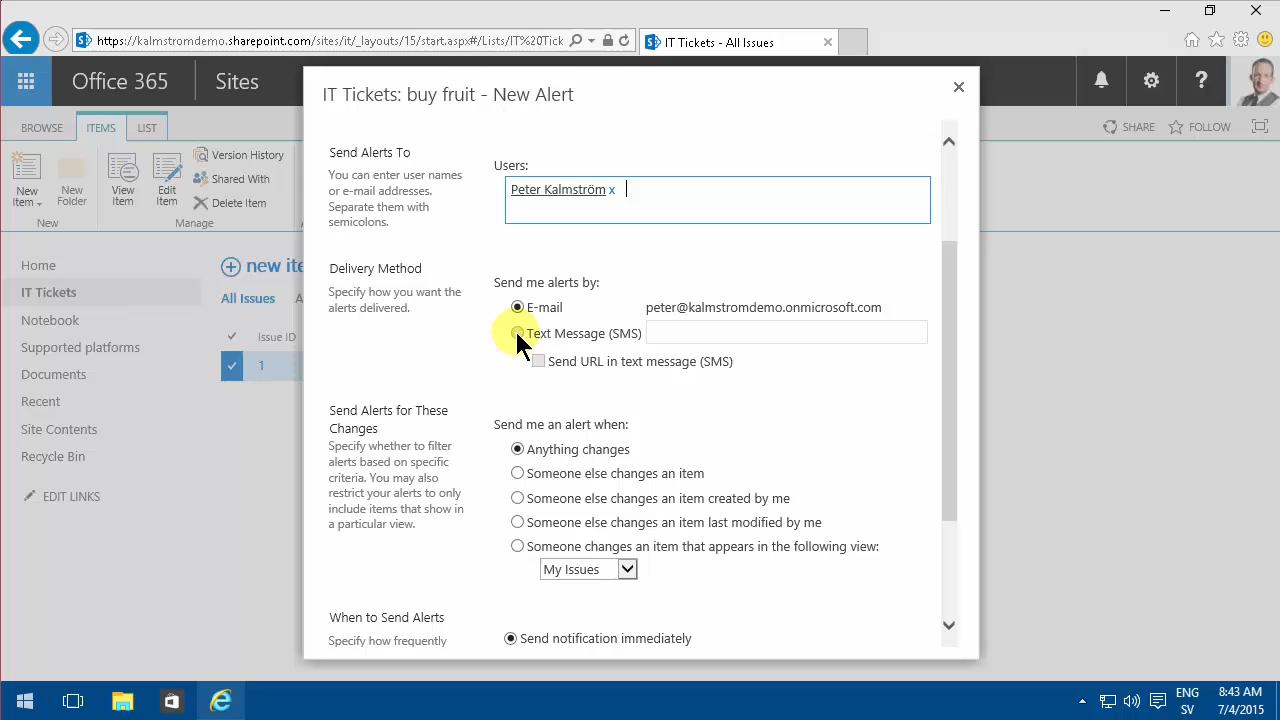 https://kalmstromdemo.sharepoint.com/sites/it/_layouts/15/start.aspx#/Lists/IT%20Tick
IT Tickets - All Issues
Office 365
Sites
IT Tickets: buy fruit - New Alert
BROWSE
ITEMS
LIST
SHARE
FOLLOW
New Item
New Folder
View Item
Edit Item
Version History
Shared With
Delete Item
New
Manage
Home
IT Tickets
Notebook
Supported platforms
Documents
Recent
Site Contents
Recycle Bin
EDIT LINKS
new ite
All Issues
A
Issue ID
1
Send Alerts To
You can enter user names
or e-mail addresses.
Separate them with
semicolons.
Users:
Peter Kalmström x
Delivery Method
Specify how you want the
alerts delivered.
Send me alerts by:
E-mail
peter@kalmstromdemo.onmicrosoft.com
Text Message (SMS)
Send URL in text message (SMS)
Send Alerts for These
Changes
Specify whether to filter
alerts based on specific
criteria. You may also
restrict your alerts to only
include items that show in
a particular view.
Send me an alert when:
Anything changes
Someone else changes an item
Someone else changes an item created by me
Someone else changes an item last modified by me
Someone changes an item that appears in the following view:
My Issues
When to Send Alerts
Specify how frequently
Send notification immediately
ENG
SV
8:43 AM
7/4/2015